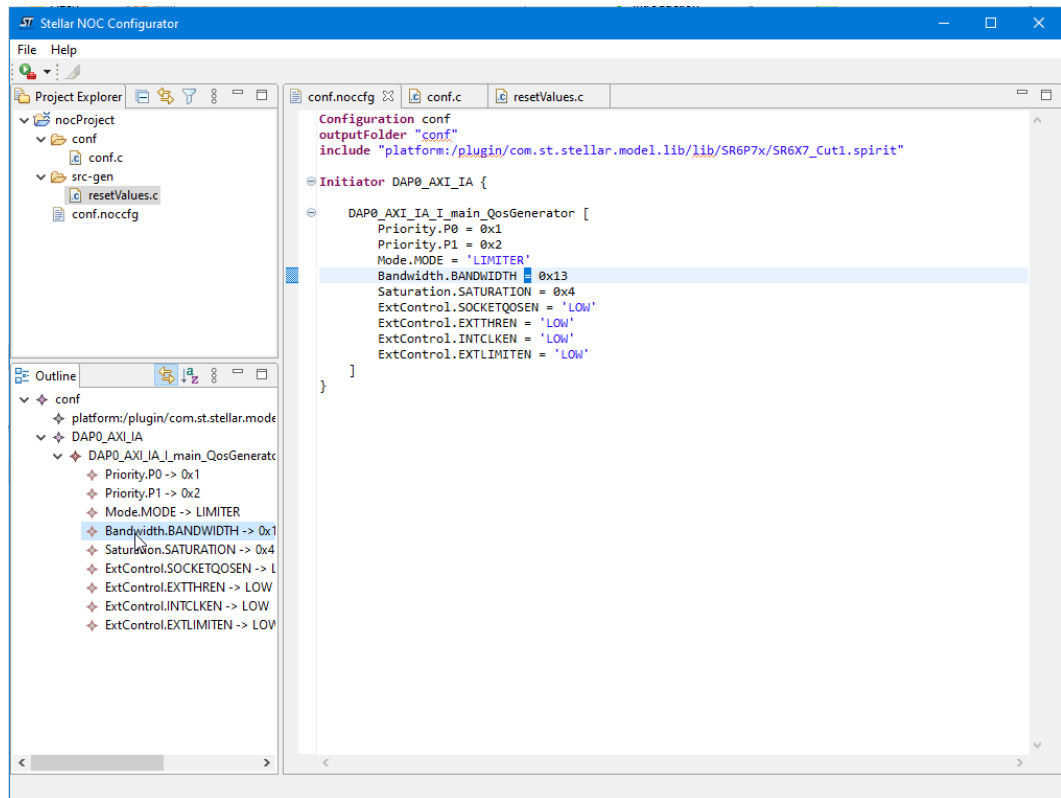 Stellar NOC Configurator
File Help
Project Explorer
nocProject
conf
conf.c
src-gen
resetValues.c
conf.noccfg
Outline
conf
platform:/plugin/com.st.stellar.mode
DAP0_AXI_IA
DAP0_AXI_IA_I_main_QosGeneratc
Priority.P0 -> 0x1
Priority.P1 -> 0x2
Mode.MODE -> LIMITER
Bandwidth.BANDWIDTH -> 0x1
Saturation.SATURATION -> 0x4
ExtControl.SOCKETQOSEN -> L
ExtControl.EXTTHREN -> LOW
ExtControl.INTCLKEN -> LOW
ExtControl.EXTLIMITEN -> LOW
conf.noccfg conf.c resetValues.c
Configuration conf
outputFolder "conf"
include "platform:/plugin/com.st.stellar.model.lib/lib/SR6P7x/SR6X7_Cut1.spirit"
Initiator DAP0_AXI_IA {
DAP0_AXI_IA_I_main_QosGenerator [
Priority.P0 = 0x1
Priority.P1 = 0x2
Mode.MODE = 'LIMITER'
Bandwidth.BANDWIDTH = 0x13
Saturation.SATURATION = 0x4
ExtControl.SOCKETQOSEN = 'LOW'
ExtControl.EXTTHREN = 'LOW'
ExtControl.INTCLKEN = 'LOW'
ExtControl.EXTLIMITEN = 'LOW'
]
}